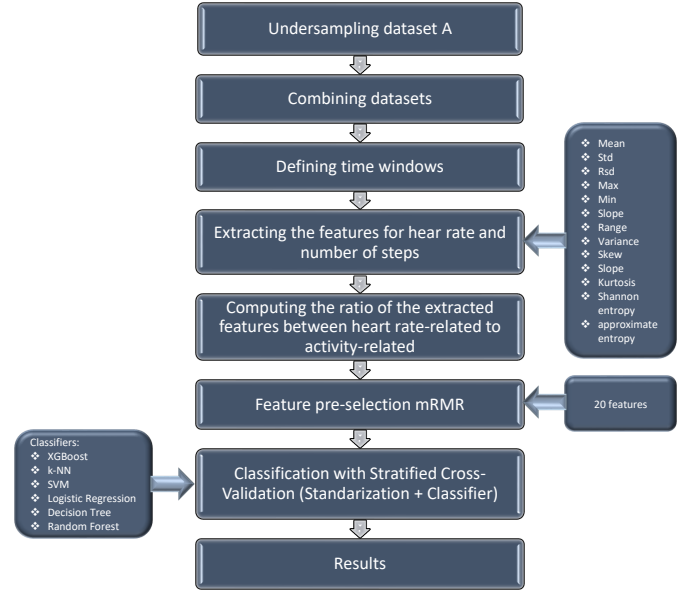 Undersampling dataset A
Combining datasets
Defining time windows
Extracting the features for hear rate and
number of steps
❖ Mean
❖ Std
❖ Rsd
❖ Max
❖ Min
❖ Slope
❖ Range
❖ Variance
❖ Skew
❖ Slope
❖ Kurtosis
❖ Shannon
entropy
❖ approximate
entropy
Computing the ratio of the extracted
features between heart rate-related to
activity-related
Feature pre-selection mRMR
20 features
Classifiers:
❖ XGBoost
❖ k-NN
❖ SVM
❖ Logistic Regression
❖ Decision Tree
❖ Random Forest
Classification with Stratified Cross-
Validation (Standarization + Classifier)
Results